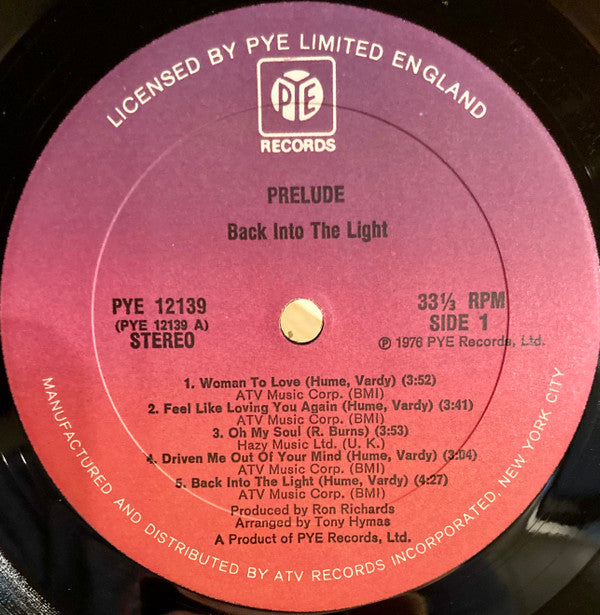 LICENSED BY PYE LIMITED ENGLAND
PYE
RECORDS
PRELUDE
Back Into The Light
PYE 12139
(PYE 12139 A)
STEREO
33⅓ RPM
SIDE 1
℗ 1976 PYE Records, Ltd.
1. Woman To Love (Hume, Vardy) (3:52)
ATV Music Corp. (BMI)
2. Feel Like Loving You Again (Hume, Vardy) (3:41)
ATV Music Corp. (BMI)
3. Oh My Soul (R. Burns) (3:53)
Hazy Music Ltd. (U. K.)
4. Driven Me Out Of Your Mind (Hume, Vardy) (3:04)
ATV Music Corp. (BMI)
5. Back Into The Light (Hume, Vardy) (4:27)
ATV Music Corp. (BMI)
Produced by Ron Richards
Arranged by Tony Hymas
A Product of PYE Records, Ltd.
MANUFACTURED AND DISTRIBUTED BY ATV RECORDS INCORPORATED, NEW YORK CITY